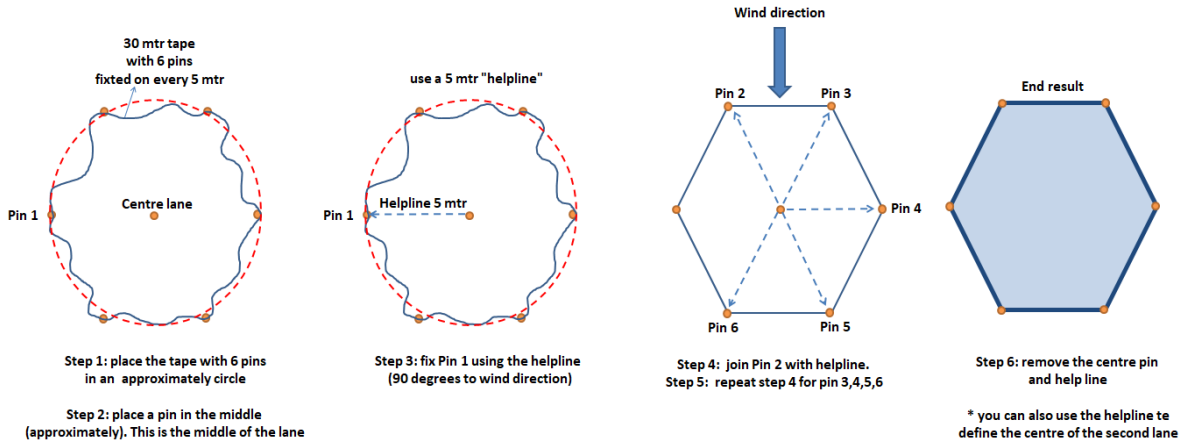 30 mtr tape
with 6 pins
fixted on every 5 mtr
Pin 1
Centre lane
Step 1: place the tape with 6 pins
in an approximately circle
Step 2: place a pin in the middle
(approximately). This is the middle of the lane
use a 5 mtr "helpline"
Pin 1
Helpline 5 mtr
Step 3: fix Pin 1 using the helpline
(90 degrees to wind direction)
Wind direction
Pin 2
Pin 3
Pin 4
Pin 6
Pin 5
Step 4: join Pin 2 with helpline.
Step 5: repeat step 4 for pin 3,4,5,6
End result
Step 6: remove the centre pin
and help line
* you can also use the helpline te
define the centre of the second lane